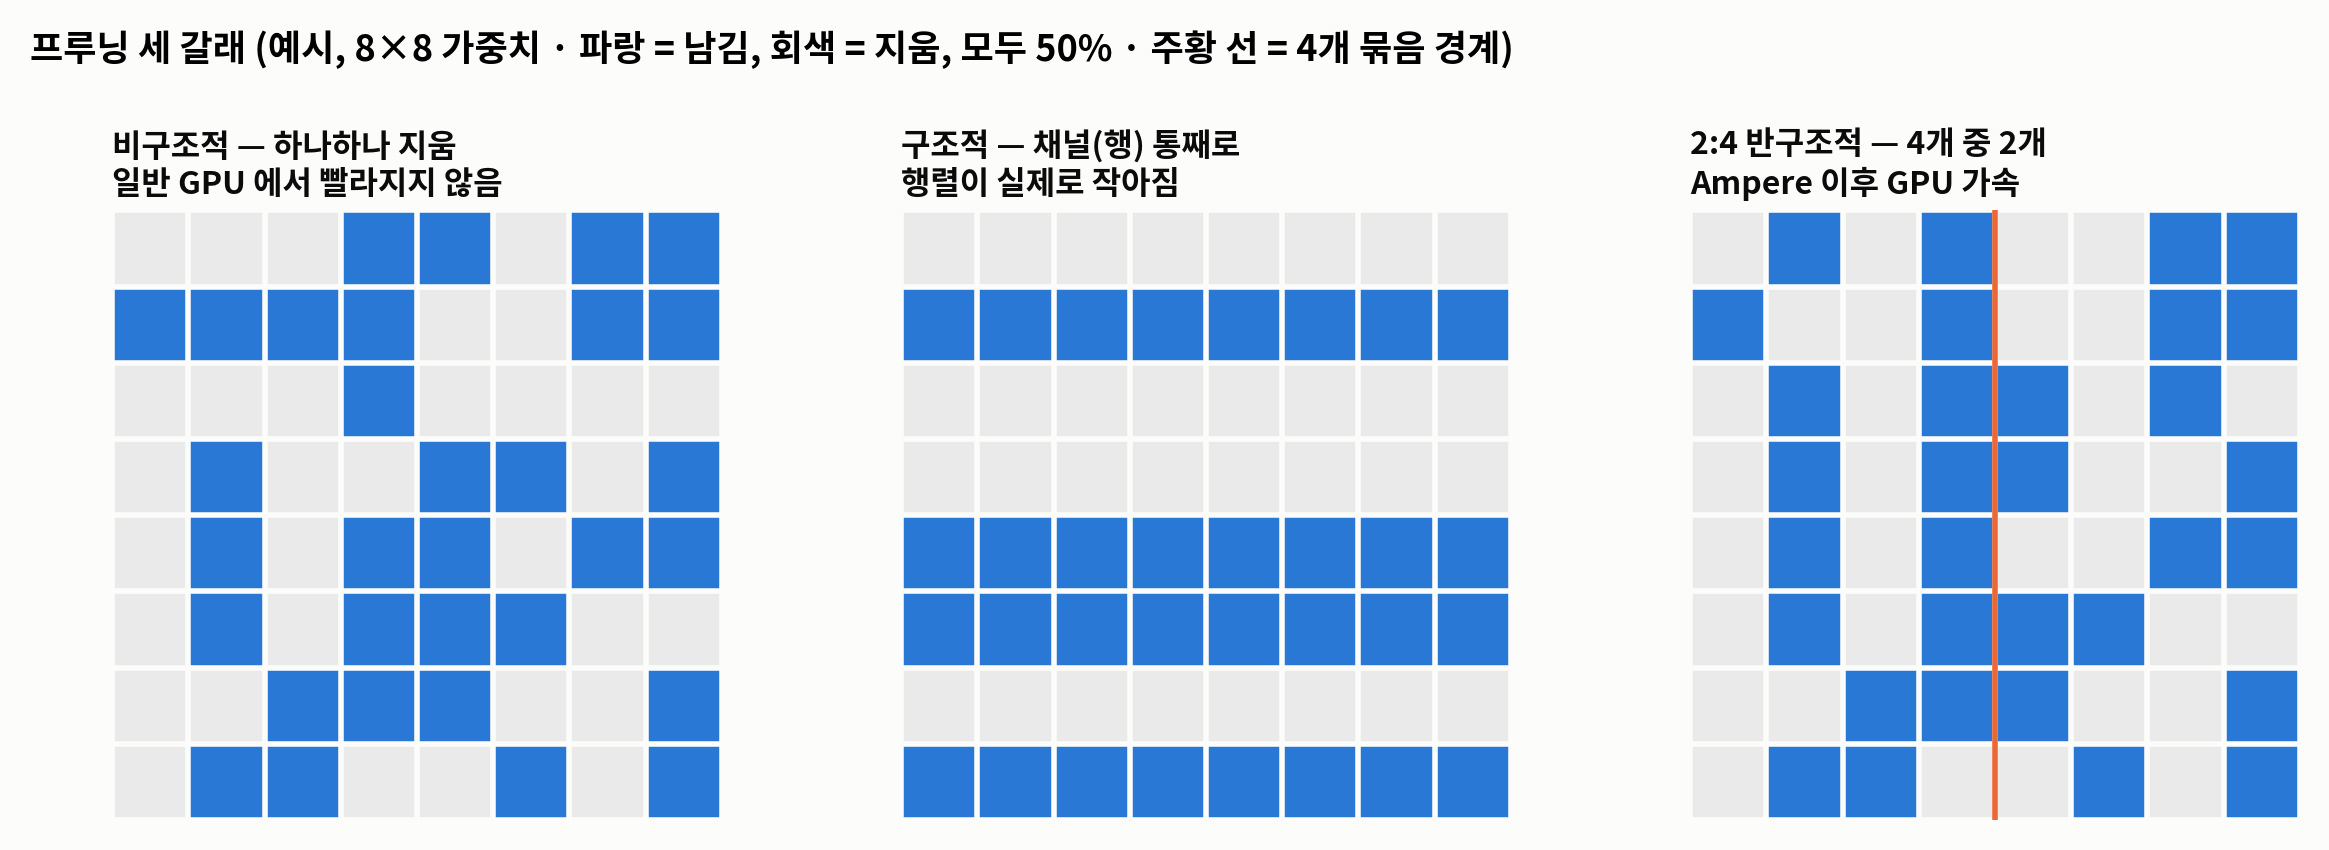 프루닝 세 갈래 (예시, 8×8 가중치 · 파랑 = 남김, 회색 = 지움, 모두 50% · 주황 선 = 4개 묶음 경계)
비구조적 — 하나하나 지움
일반 GPU 에서 빨라지지 않음
구조적 — 채널(행) 통째로
행렬이 실제로 작아짐
2:4 반구조적 — 4개 중 2개
Ampere 이후 GPU 가속